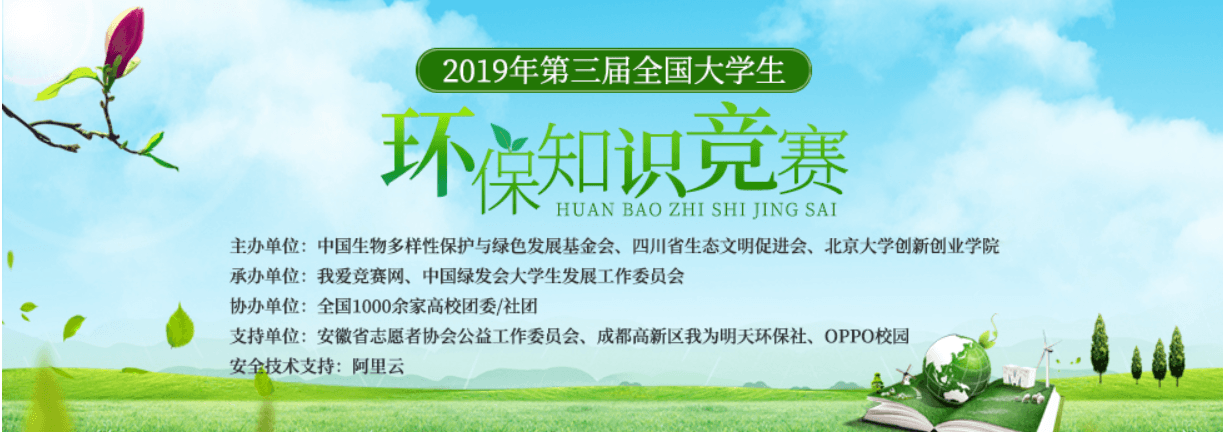 2019年第三届全国大学生
环保知识竞赛
HUAN BAO ZHI SHI JING SAI
主办单位：中国生物多样性保护与绿色发展基金会、四川省生态文明促进会、北京大学创新创业学院
承办单位：我爱竞赛网、中国绿发会大学生发展工作委员会
协办单位：全国1000余家高校团委/社团
支持单位：安徽省志愿者协会公益工作委员会、成都高新区我为明天环保社、OPPO校园
安全技术支持：阿里云